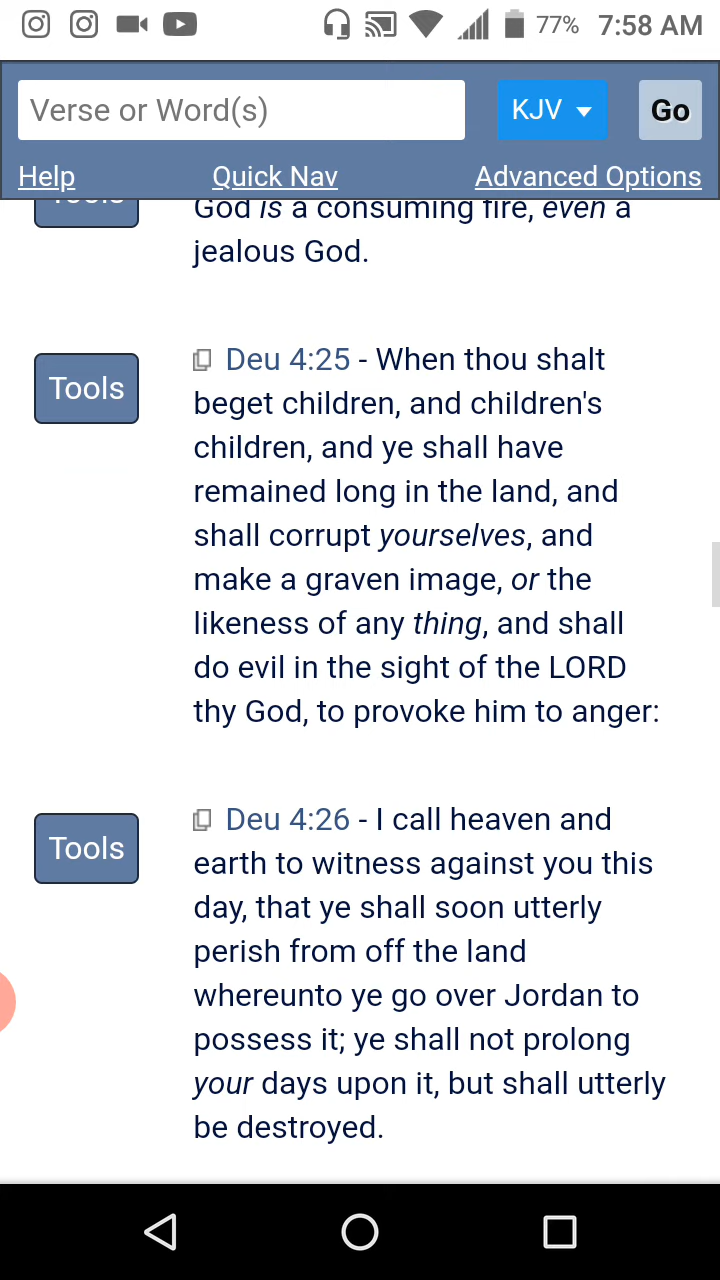 77% 7:58 AM
Verse or Word(s) KJV Go
Help Quick Nav Advanced Options
Tools God is a consuming fire, even a
jealous God.
Tools Deu 4:25 - When thou shalt
beget children, and children's
children, and ye shall have
remained long in the land, and
shall corrupt yourselves, and
make a graven image, or the
likeness of any thing, and shall
do evil in the sight of the LORD
thy God, to provoke him to anger:
Tools Deu 4:26 - I call heaven and
earth to witness against you this
day, that ye shall soon utterly
perish from off the land
whereunto ye go over Jordan to
possess it; ye shall not prolong
your days upon it, but shall utterly
be destroyed.